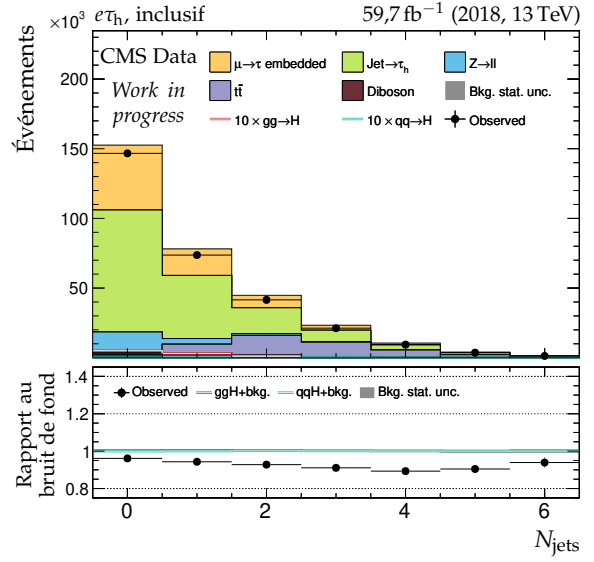 eτh, inclusif 59,7 fb−1 (2018, 13 TeV)
×10³
Événements
200
150
100
50
CMS Data
Work in
progress
μ→τ embedded Jet→τh Z→ll
tt̄ Diboson Bkg. stat. unc.
10 × gg→H 10 × qq→H Observed
Rapport au
bruit de fond
1.4
1.2
1
0.8
Observed ggH+bkg. qqH+bkg. Bkg. stat. unc.
0 2 4 6
Njets